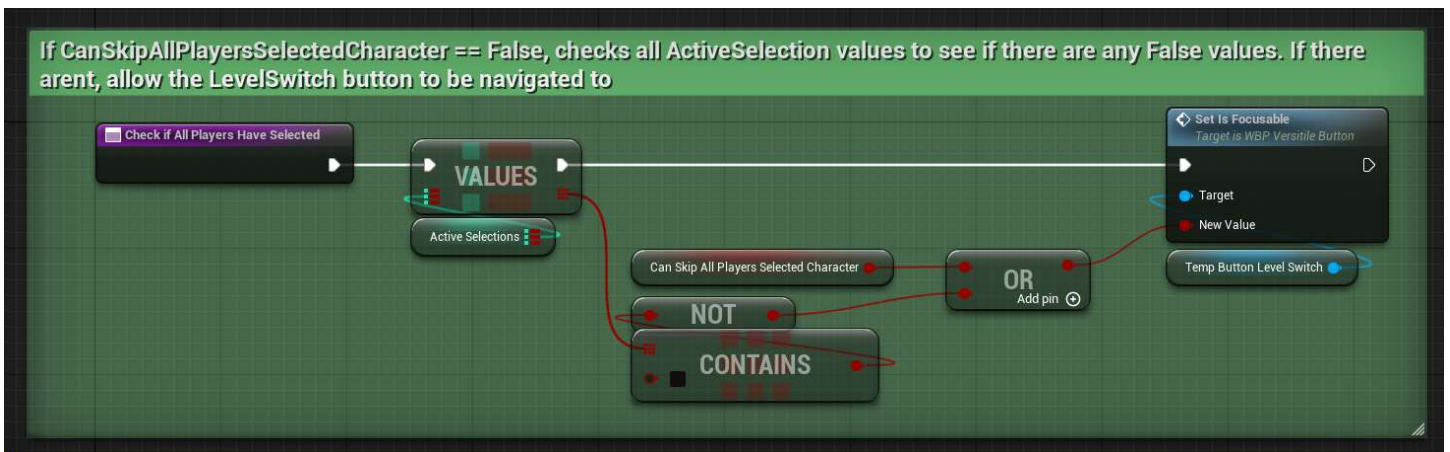 If CanSkipAllPlayersSelectedCharacter == False, checks all ActiveSelection values to see if there are any False values. If there
arent, allow the LevelSwitch button to be navigated to
Check if All Players Have Selected
VALUES
Active Selections
Can Skip All Players Selected Character
NOT
CONTAINS
OR
Add pin
Set Is Focusable
Target is WBP Versitile Button
Target
New Value
Temp Button Level Switch